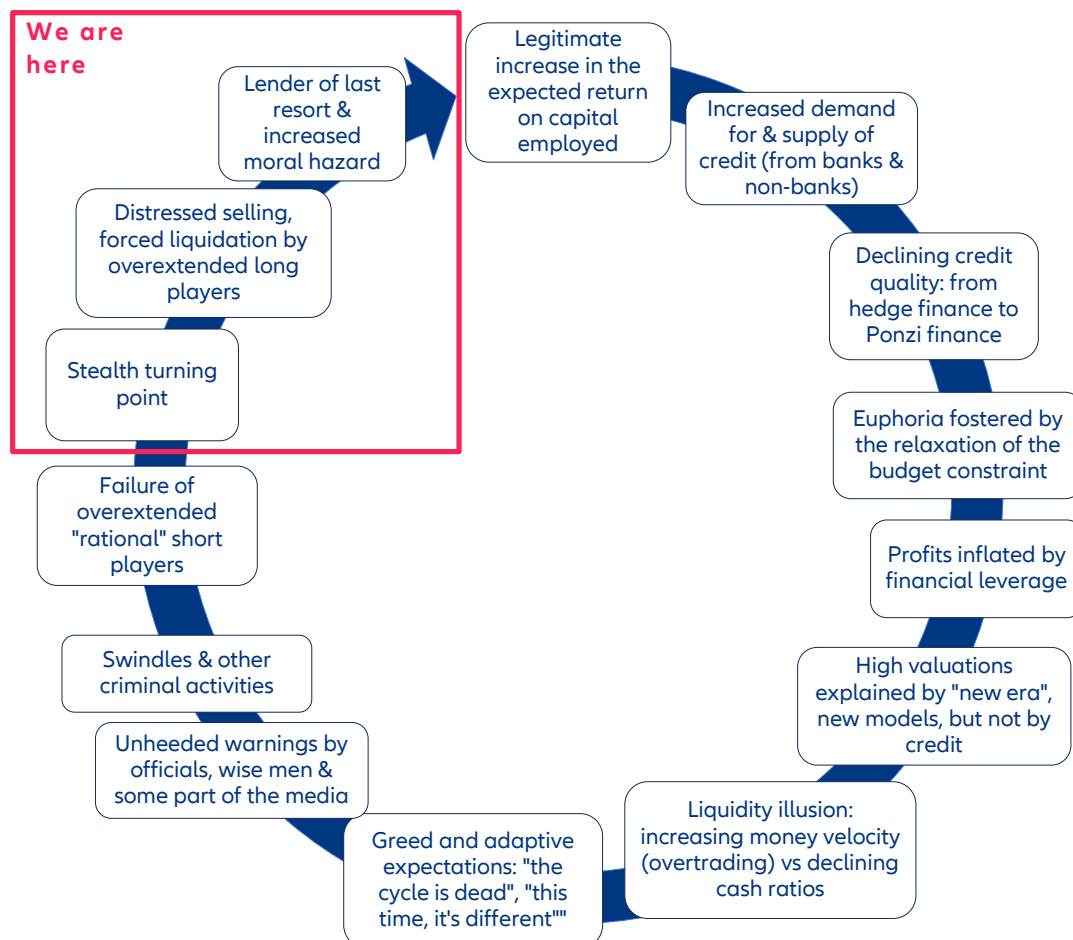 We are
here
Lender of last
resort &
increased
moral hazard
Distressed selling,
forced liquidation by
overextended long
players
Stealth turning
point
Legitimate
increase in the
expected return
on capital
employed
Increased demand
for & supply of
credit (from banks &
non-banks)
Declining credit
quality: from
hedge finance to
Ponzi finance
Euphoria fostered by
the relaxation of the
budget constraint
Profits inflated by
financial leverage
High valuations
explained by "new era",
new models, but not by
credit
Liquidity illusion:
increasing money velocity
(overtrading) vs declining
cash ratios
Greed and adaptive
expectations: "the
cycle is dead", "this
time, it's different""
Unheeded warnings by
officials, wise men &
some part of the media
Swindles & other
criminal activities
Failure of
overextended
"rational" short
players